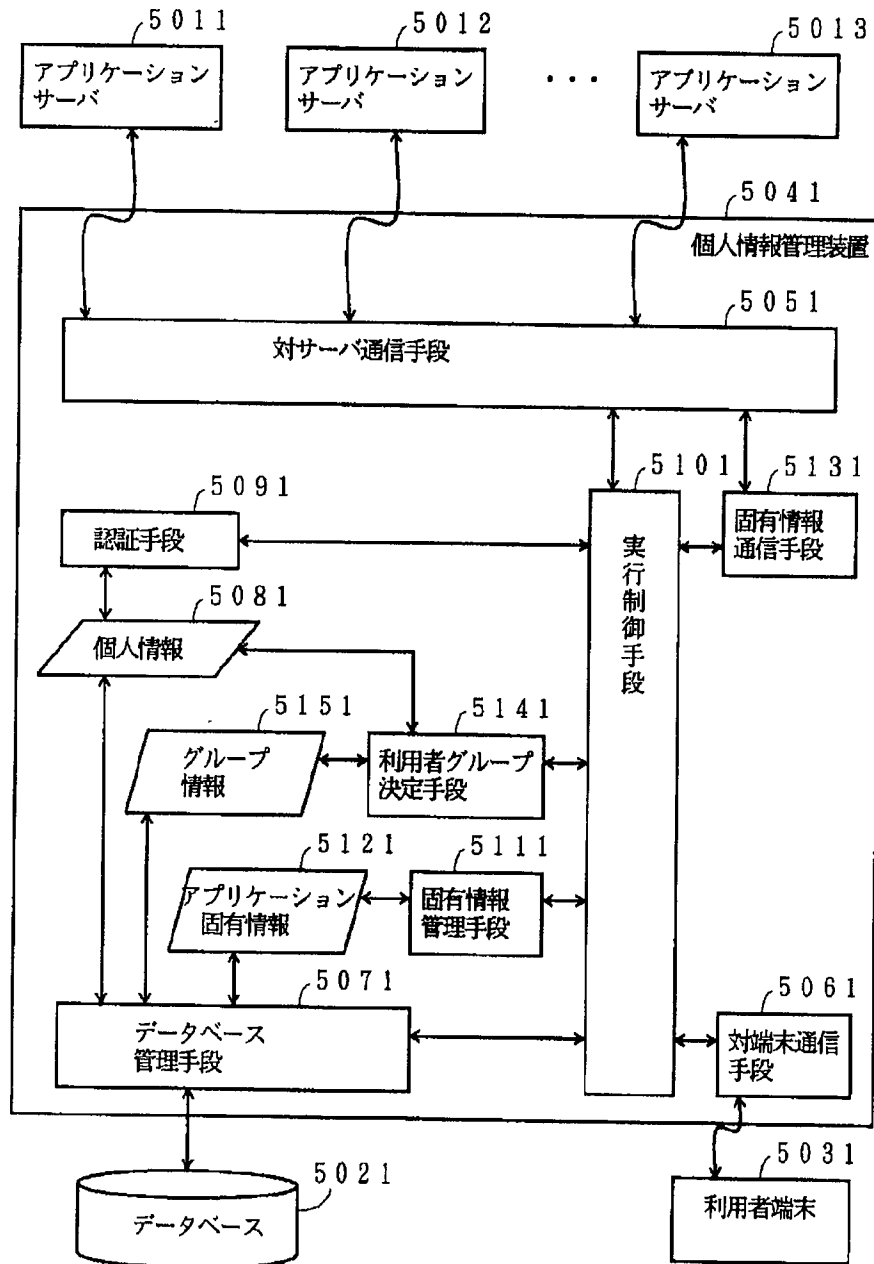 5011
5012
5013
アプリケーション
サーバ
アプリケーション
サーバ
・・・
アプリケーション
サーバ
5041
個人情報管理装置
5051
対サーバ通信手段
5101
5131
5091
認証手段
実行制御手段
固有情報
通信手段
5081
個人情報
5151
5141
グループ
情報
利用者グループ
決定手段
5121
5111
アプリケーション
固有情報
固有情報
管理手段
5071
5061
データベース
管理手段
対端末通信
手段
5021
5031
データベース
利用者端末